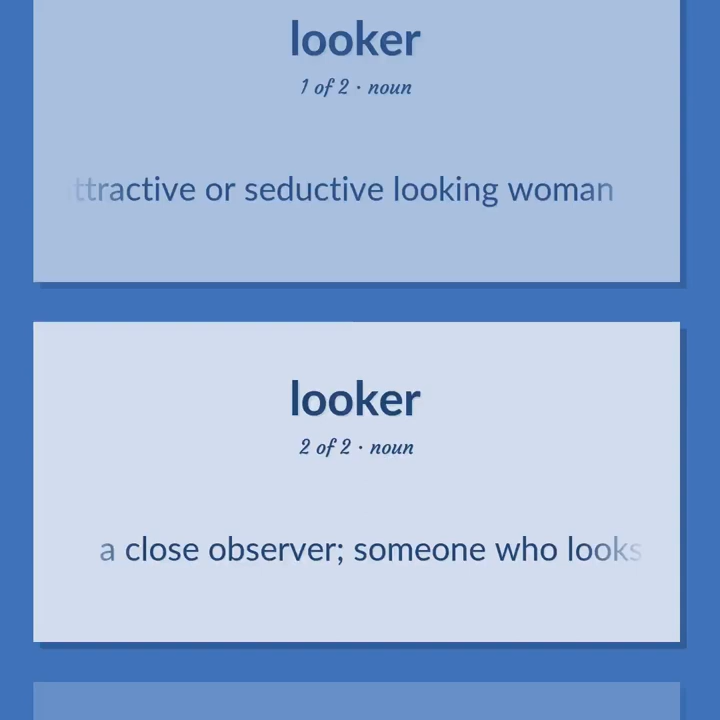 looker
1 of 2 · noun
ttractive or seductive looking woman
looker
2 of 2 · noun
a close observer; someone who looks